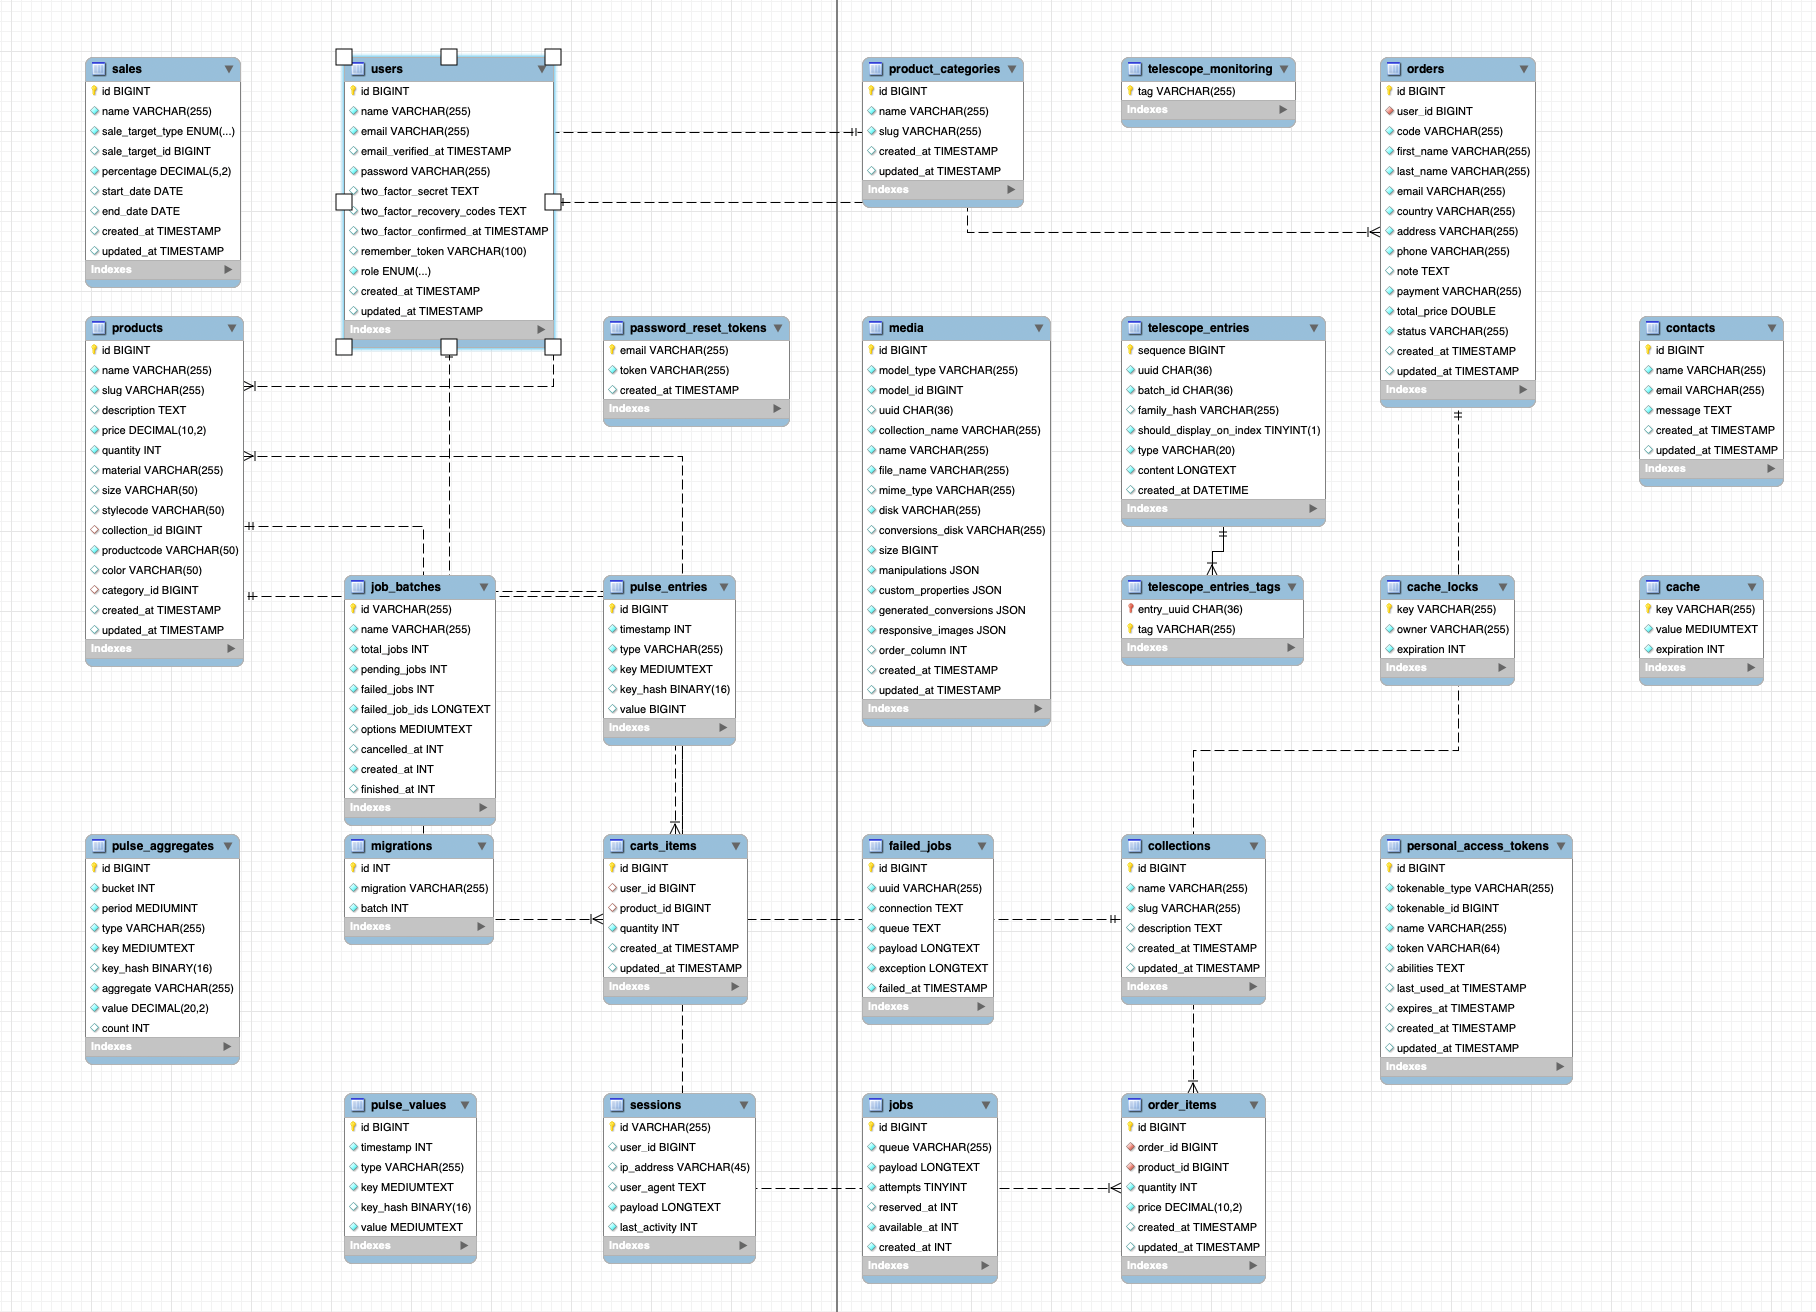 sales
id BIGINT
name VARCHAR(255)
sale_target_type ENUM(...)
sale_target_id BIGINT
percentage DECIMAL(5,2)
start_date DATE
end_date DATE
created_at TIMESTAMP
updated_at TIMESTAMP
Indexes
users
id BIGINT
name VARCHAR(255)
email VARCHAR(255)
email_verified_at TIMESTAMP
password VARCHAR(255)
two_factor_secret TEXT
two_factor_recovery_codes TEXT
two_factor_confirmed_at TIMESTAMP
remember_token VARCHAR(100)
role ENUM(...)
created_at TIMESTAMP
updated_at TIMESTAMP
Indexes
product_categories
id BIGINT
name VARCHAR(255)
slug VARCHAR(255)
created_at TIMESTAMP
updated_at TIMESTAMP
Indexes
telescope_monitoring
tag VARCHAR(255)
Indexes
orders
id BIGINT
user_id BIGINT
code VARCHAR(255)
first_name VARCHAR(255)
last_name VARCHAR(255)
email VARCHAR(255)
country VARCHAR(255)
address VARCHAR(255)
phone VARCHAR(255)
note TEXT
payment VARCHAR(255)
total_price DOUBLE
status VARCHAR(255)
created_at TIMESTAMP
updated_at TIMESTAMP
Indexes
products
id BIGINT
name VARCHAR(255)
slug VARCHAR(255)
description TEXT
price DECIMAL(10,2)
quantity INT
material VARCHAR(255)
size VARCHAR(50)
stylecode VARCHAR(50)
collection_id BIGINT
productcode VARCHAR(50)
color VARCHAR(50)
category_id BIGINT
created_at TIMESTAMP
updated_at TIMESTAMP
Indexes
password_reset_tokens
email VARCHAR(255)
token VARCHAR(255)
created_at TIMESTAMP
Indexes
media
id BIGINT
model_type VARCHAR(255)
model_id BIGINT
uuid CHAR(36)
collection_name VARCHAR(255)
name VARCHAR(255)
file_name VARCHAR(255)
mime_type VARCHAR(255)
disk VARCHAR(255)
conversions_disk VARCHAR(255)
size BIGINT
manipulations JSON
custom_properties JSON
generated_conversions JSON
responsive_images JSON
order_column INT
created_at TIMESTAMP
updated_at TIMESTAMP
Indexes
telescope_entries
sequence BIGINT
uuid CHAR(36)
batch_id CHAR(36)
family_hash VARCHAR(255)
should_display_on_index TINYINT(1)
type VARCHAR(20)
content LONGTEXT
created_at DATETIME
Indexes
contacts
id BIGINT
name VARCHAR(255)
email VARCHAR(255)
message TEXT
created_at TIMESTAMP
updated_at TIMESTAMP
Indexes
job_batches
id VARCHAR(255)
name VARCHAR(255)
total_jobs INT
pending_jobs INT
failed_jobs INT
failed_job_ids LONGTEXT
options MEDIUMTEXT
cancelled_at INT
created_at INT
finished_at INT
Indexes
pulse_entries
id BIGINT
timestamp INT
type VARCHAR(255)
key MEDIUMTEXT
key_hash BINARY(16)
value BIGINT
Indexes
telescope_entries_tags
entry_uuid CHAR(36)
tag VARCHAR(255)
Indexes
cache_locks
key VARCHAR(255)
owner VARCHAR(255)
expiration INT
Indexes
cache
key VARCHAR(255)
value MEDIUMTEXT
expiration INT
Indexes
pulse_aggregates
id BIGINT
bucket INT
period MEDIUMINT
type VARCHAR(255)
key MEDIUMTEXT
key_hash BINARY(16)
aggregate VARCHAR(255)
value DECIMAL(20,2)
count INT
Indexes
migrations
id INT
migration VARCHAR(255)
batch INT
Indexes
carts_items
id BIGINT
user_id BIGINT
product_id BIGINT
quantity INT
created_at TIMESTAMP
updated_at TIMESTAMP
Indexes
failed_jobs
id BIGINT
uuid VARCHAR(255)
connection TEXT
queue TEXT
payload LONGTEXT
exception LONGTEXT
failed_at TIMESTAMP
Indexes
collections
id BIGINT
name VARCHAR(255)
slug VARCHAR(255)
description TEXT
created_at TIMESTAMP
updated_at TIMESTAMP
Indexes
personal_access_tokens
id BIGINT
tokenable_type VARCHAR(255)
tokenable_id BIGINT
name VARCHAR(255)
token VARCHAR(64)
abilities TEXT
last_used_at TIMESTAMP
expires_at TIMESTAMP
created_at TIMESTAMP
updated_at TIMESTAMP
Indexes
pulse_values
id BIGINT
timestamp INT
type VARCHAR(255)
key MEDIUMTEXT
key_hash BINARY(16)
value MEDIUMTEXT
Indexes
sessions
id VARCHAR(255)
user_id BIGINT
ip_address VARCHAR(45)
user_agent TEXT
payload LONGTEXT
last_activity INT
Indexes
jobs
id BIGINT
queue VARCHAR(255)
payload LONGTEXT
attempts TINYINT
reserved_at INT
available_at INT
created_at INT
Indexes
order_items
id BIGINT
order_id BIGINT
product_id BIGINT
quantity INT
price DECIMAL(10,2)
created_at TIMESTAMP
updated_at TIMESTAMP
Indexes